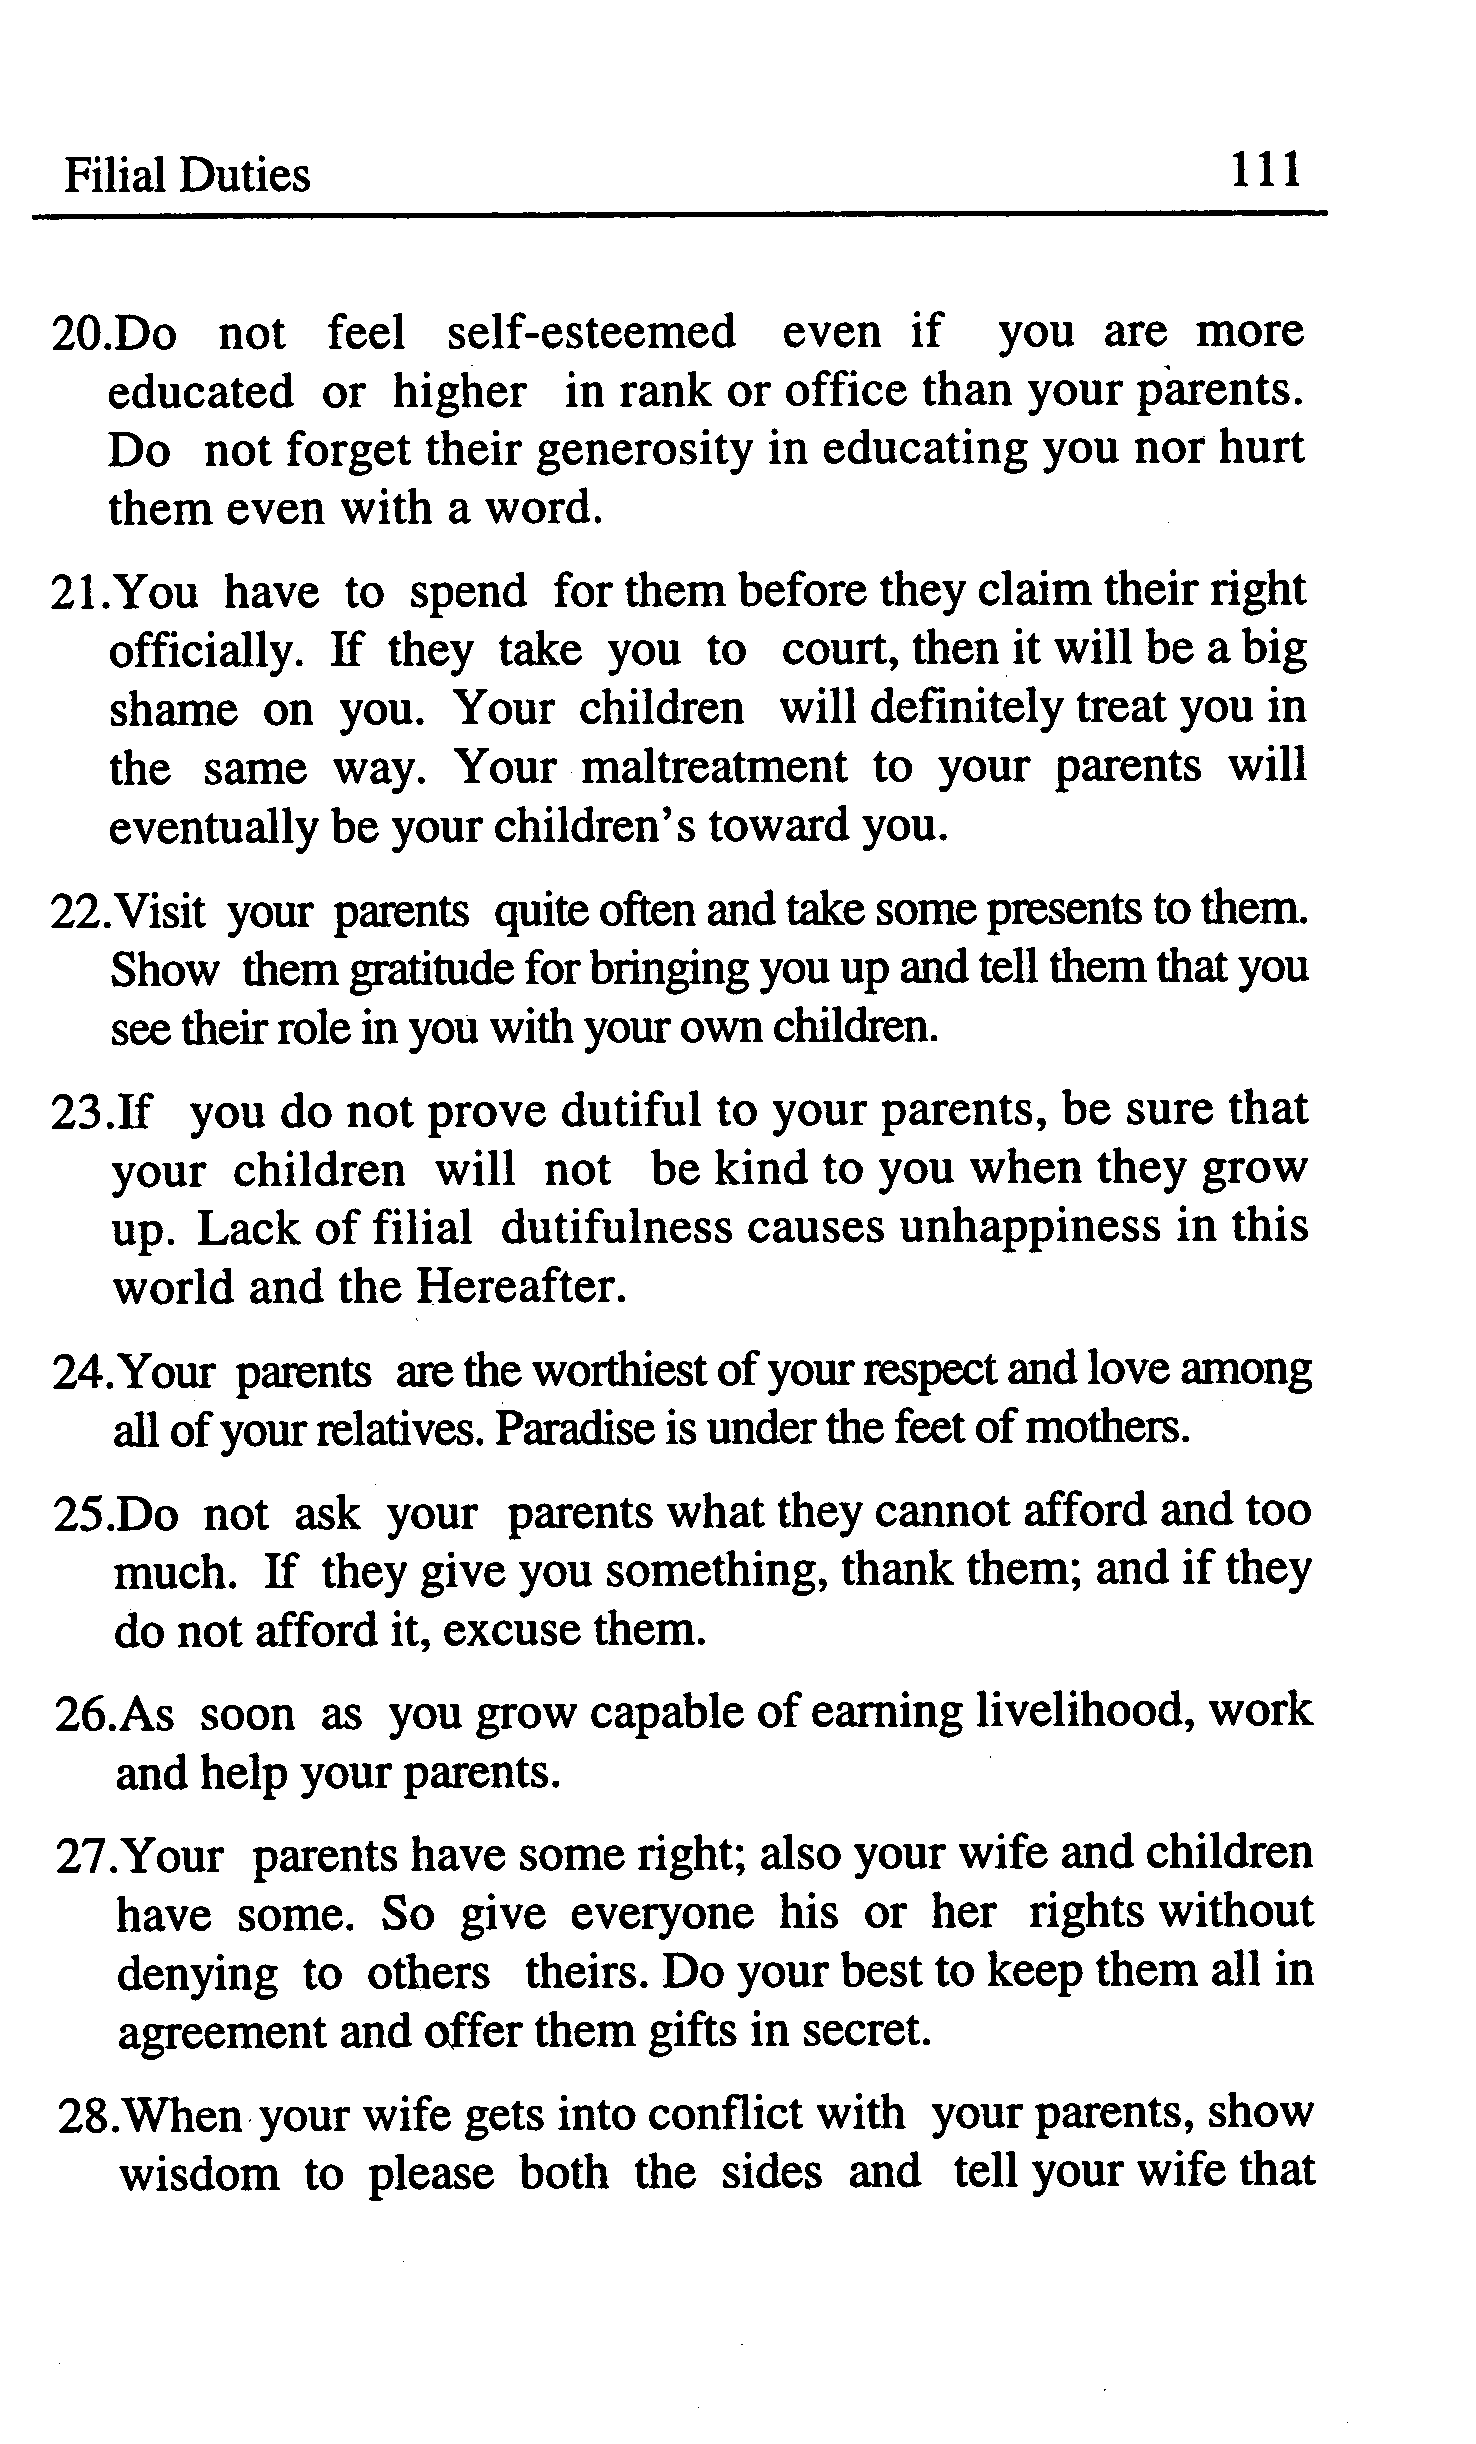 Filial Duties 111
20.Do not feel self-esteemed even if you are more
educated or higher in rank or office than your parents.
Do not forget their generosity in educating you nor hurt
them even with a word.
21.You have to spend for them before they claim their right
officially. If they take you to court, then it will be a big
shame on you. Your children will definitely treat you in
the same way. Your maltreatment to your parents will
eventually be your children's toward you.
22.Visit your parents quite often and take some presents to them.
Show them gratitude for bringing you up and tell them that you
see their role in you with your own children.
23.If you do not prove dutiful to your parents, be sure that
your children will not be kind to you when they grow
up. Lack of filial dutifulness causes unhappiness in this
world and the Hereafter.
24.Your parents are the worthiest of your respect and love among
all of your relatives. Paradise is under the feet of mothers.
25.Do not ask your parents what they cannot afford and too
much. If they give you something, thank them; and if they
do not afford it, excuse them.
26.As soon as you grow capable of earning livelihood, work
and help your parents.
27.Your parents have some right; also your wife and children
have some. So give everyone his or her rights without
denying to others theirs. Do your best to keep them all in
agreement and offer them gifts in secret.
28.When your wife gets into conflict with your parents, show
wisdom to please both the sides and tell your wife that